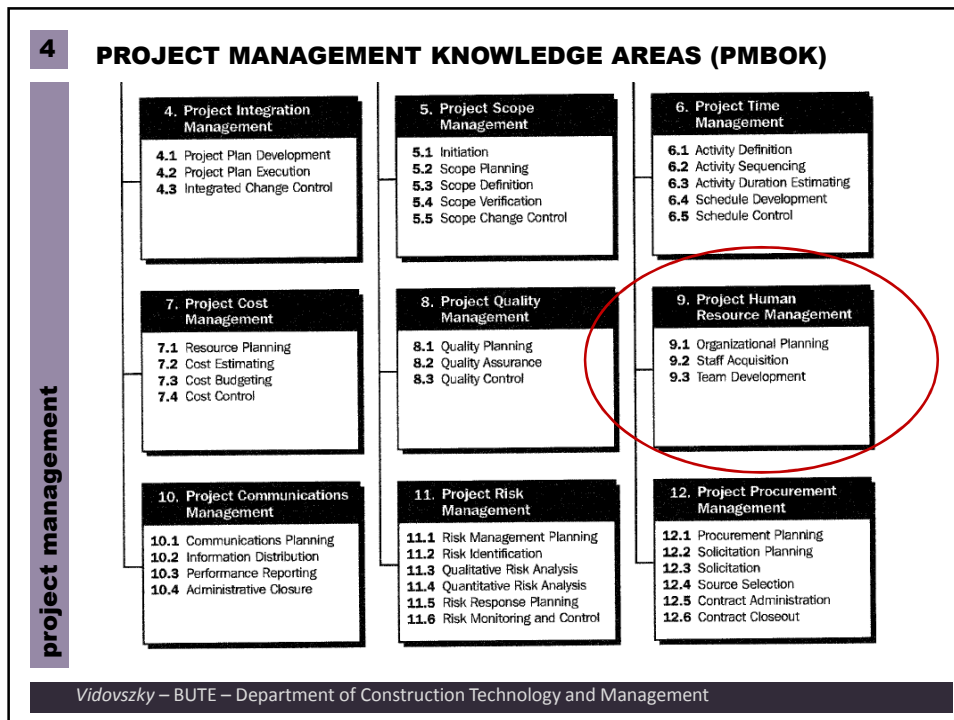 4
PROJECT MANAGEMENT KNOWLEDGE AREAS (PMBOK)
project management
4. Project Integration
Management
4.1 Project Plan Development
4.2 Project Plan Execution
4.3 Integrated Change Control
5. Project Scope
Management
5.1 Initiation
5.2 Scope Planning
5.3 Scope Definition
5.4 Scope Verification
5.5 Scope Change Control
6. Project Time
Management
6.1 Activity Definition
6.2 Activity Sequencing
6.3 Activity Duration Estimating
6.4 Schedule Development
6.5 Schedule Control
7. Project Cost
Management
7.1 Resource Planning
7.2 Cost Estimating
7.3 Cost Budgeting
7.4 Cost Control
8. Project Quality
Management
8.1 Quality Planning
8.2 Quality Assurance
8.3 Quality Control
9. Project Human
Resource Management
9.1 Organizational Planning
9.2 Staff Acquisition
9.3 Team Development
10. Project Communications
Management
10.1 Communications Planning
10.2 Information Distribution
10.3 Performance Reporting
10.4 Administrative Closure
11. Project Risk
Management
11.1 Risk Management Planning
11.2 Risk Identification
11.3 Qualitative Risk Analysis
11.4 Quantitative Risk Analysis
11.5 Risk Response Planning
11.6 Risk Monitoring and Control
12. Project Procurement
Management
12.1 Procurement Planning
12.2 Solicitation Planning
12.3 Solicitation
12.4 Source Selection
12.5 Contract Administration
12.6 Contract Closeout
Vidovszky – BUTE – Department of Construction Technology and Management